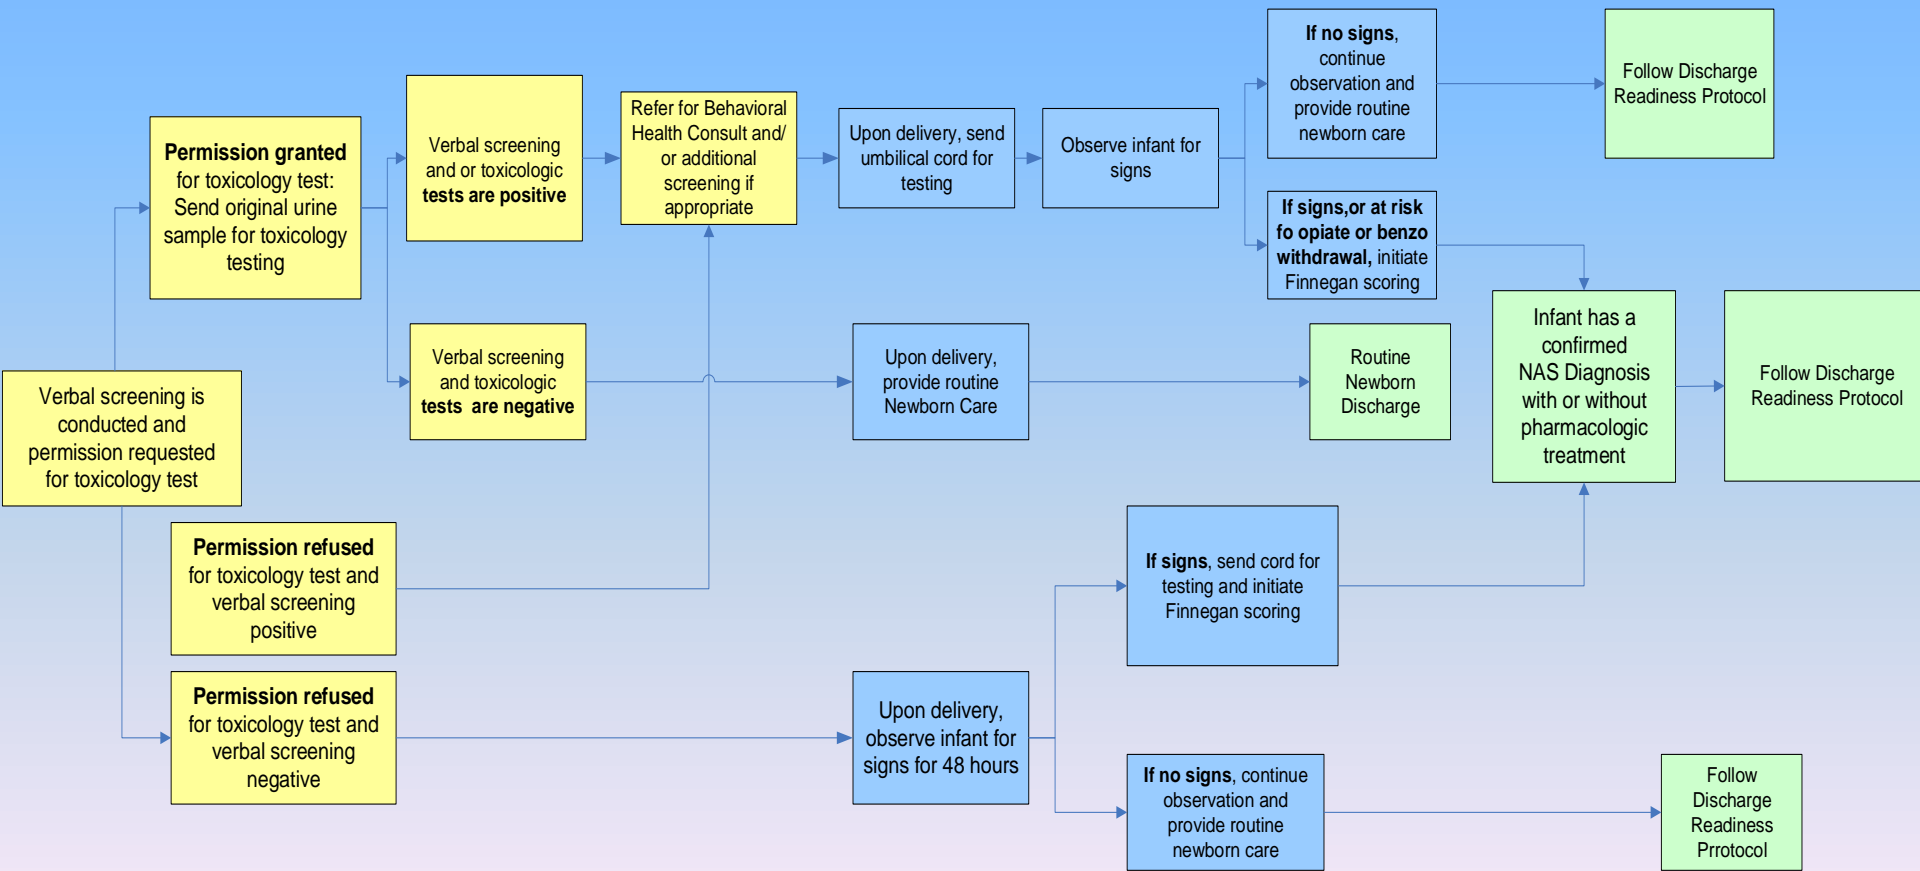 Verbal screening is
conducted and
permission requested
for toxicology test
Permission granted
for toxicology test:
Send original urine
sample for toxicology
testing
Verbal screening
and or toxicologic
tests are positive
Refer for Behavioral
Health Consult and/
or additional
screening if
appropriate
Upon delivery, send
umbilical cord for
testing
Observe infant for
signs
If no signs,
continue
observation and
provide routine
newborn care
Follow Discharge
Readiness Protocol
If signs,or at risk
fo opiate or benzo
withdrawal, initiate
Finnegan scoring
Verbal screening
and toxicologic
tests are negative
Upon delivery,
provide routine
Newborn Care
Routine
Newborn
Discharge
Infant has a
confirmed
NAS Diagnosis
with or without
pharmacologic
treatment
Follow Discharge
Readiness Protocol
Permission refused
for toxicology test and
verbal screening
positive
If signs, send cord for
testing and initiate
Finnegan scoring
Permission refused
for toxicology test and
verbal screening
negative
Upon delivery,
observe infant for
signs for 48 hours
If no signs, continue
observation and
provide routine
newborn care
Follow
Discharge
Readiness
Prrotocol